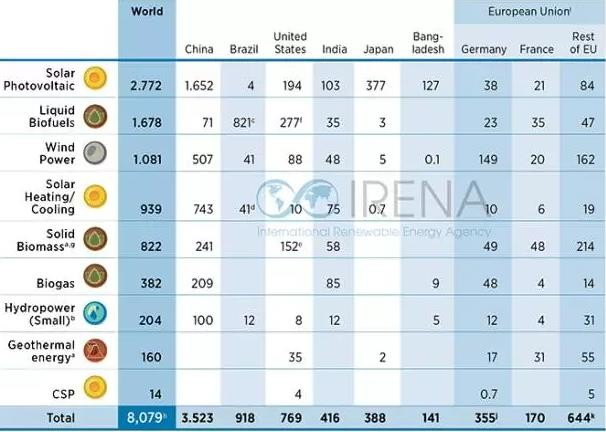 World European Unionⁱ
China Brazil United States India Japan Bang-ladesh Germany France Rest of EU
Solar Photovoltaic 2.772 1.652 4 194 103 377 127 38 21 84
Liquid Biofuels 1.678 71 821ᶜ 277ᶠ 35 3 23 35 47
Wind Power 1.081 507 41 88 48 5 0.1 149 20 162
Solar Heating/Cooling 939 743 41ᵈ 10 75 0.7 10 6 19
IRENA
International Renewable Energy Agency
Solid Biomassᵃ·ᵍ 822 241 152ᵉ 58 49 48 214
Biogas 382 209 85 9 48 4 14
Hydropower (Small)ᵇ 204 100 12 8 12 5 12 4 31
Geothermal energyᵃ 160 35 2 17 31 55
CSP 14 4 0.7 5
Total 8,079ʰ 3.523 918 769 416 388 141 355ʲ 170 644ᵏ